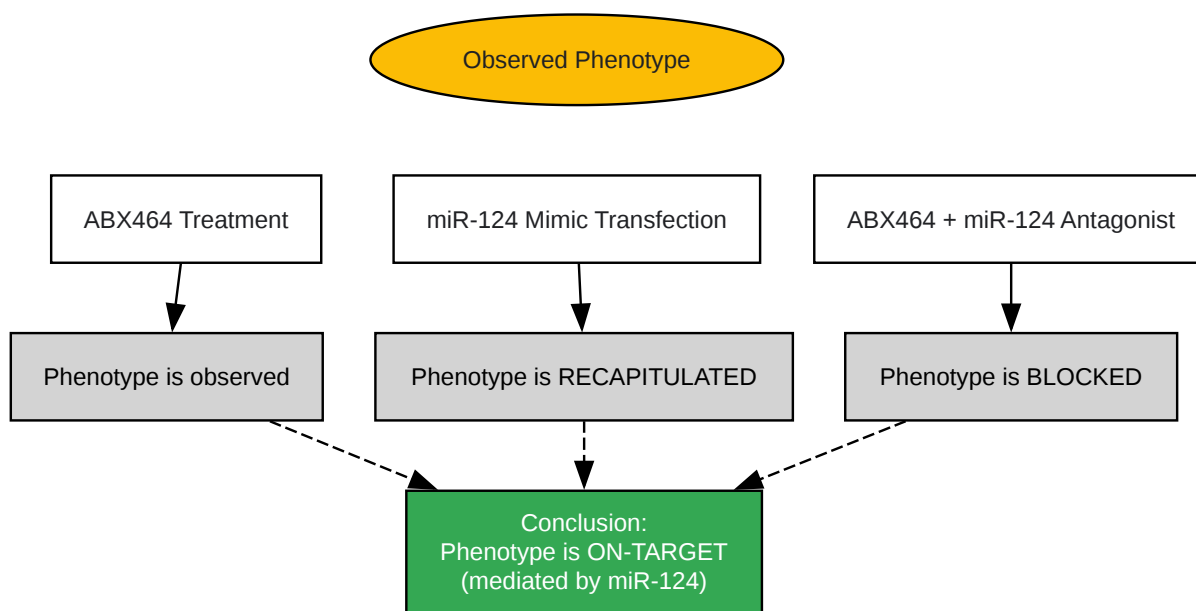 Observed Phenotype
ABX464 Treatment
miR-124 Mimic Transfection
ABX464 + miR-124 Antagonist
Phenotype is observed
Phenotype is RECAPITULATED
Phenotype is BLOCKED
Conclusion:
Phenotype is ON-TARGET
(mediated by miR-124)